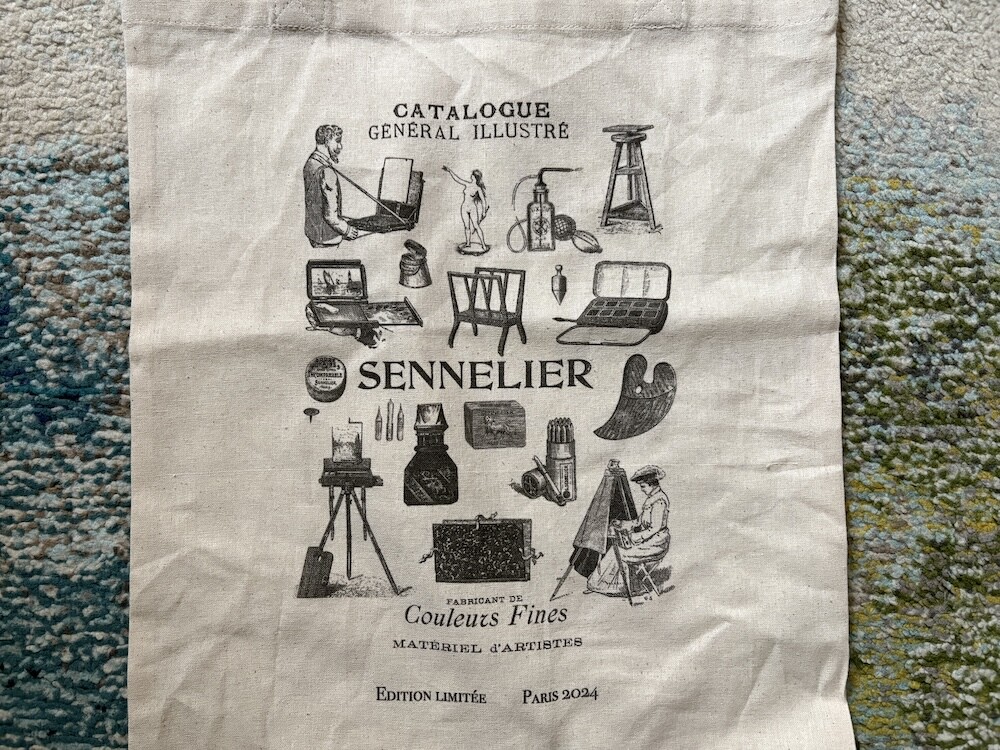 CATALOGUE
GÉNÉRAL ILLUSTRÉ
SENNELIER
FABRICANT DE
Couleurs Fines
MATÉRIEL d'ARTISTES
EDITION LIMITÉE PARIS 2024